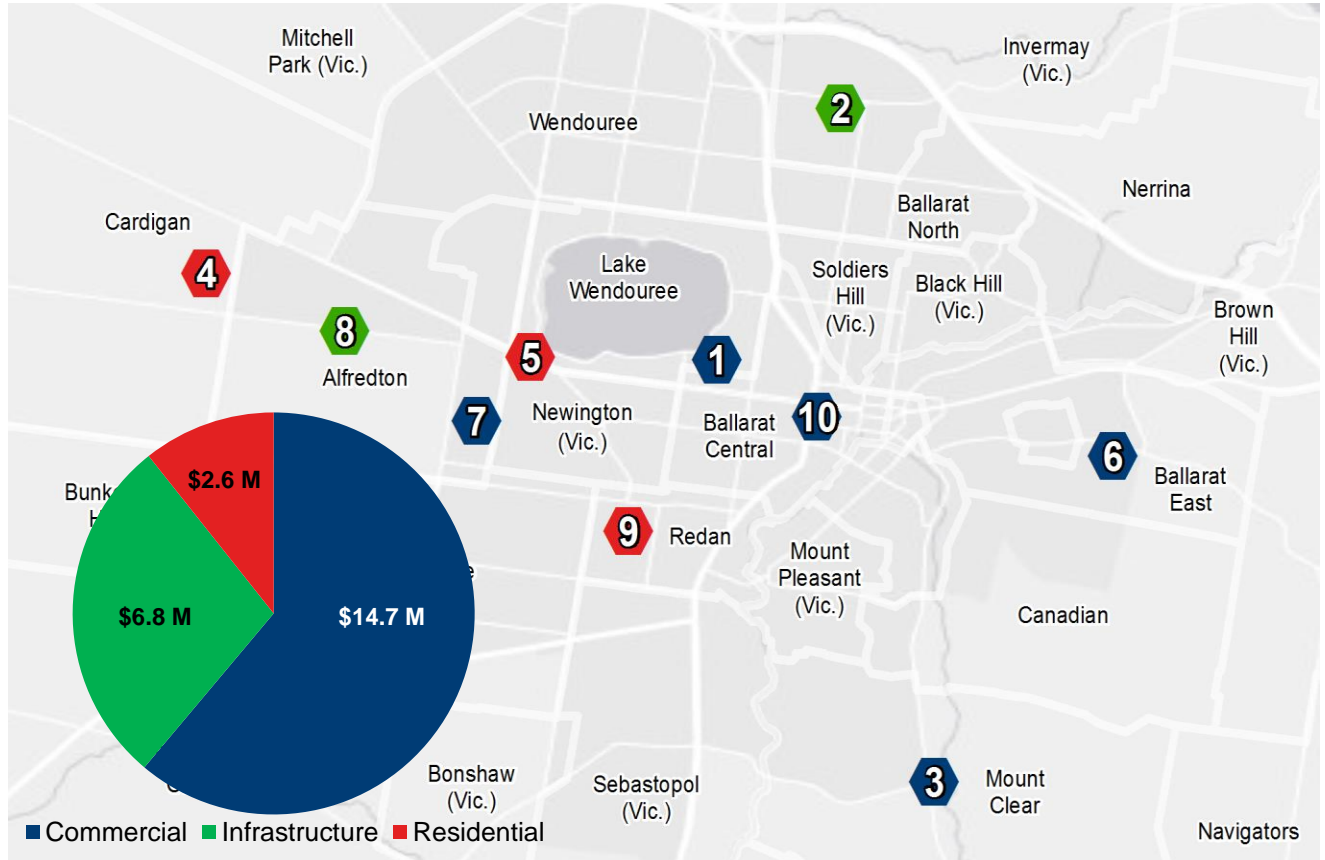 Mitchell
Park (Vic.)
Invermay
(Vic.)
2
Wendouree
Nerrina
Ballarat
North
Cardigan
4
Lake
Wendouree
Soldiers
Hill
(Vic.)
Black Hill
(Vic.)
Brown
Hill
(Vic.)
8
Alfredton
5
1
7
Newington
(Vic.)
Ballarat
Central
10
6
Ballarat
East
$2.6 M
9
Redan
Mount
Pleasant
(Vic.)
$6.8 M
$14.7 M
Canadian
Bonshaw
(Vic.)
Sebastopol
(Vic.)
3
Mount
Clear
Navigators
Commercial Infrastructure Residential